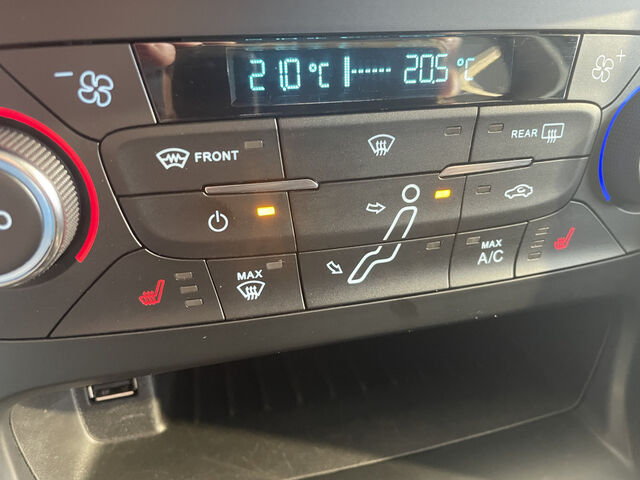 21.0°C 20.5°C
FRONT
REAR
MAX
MAX
A/C